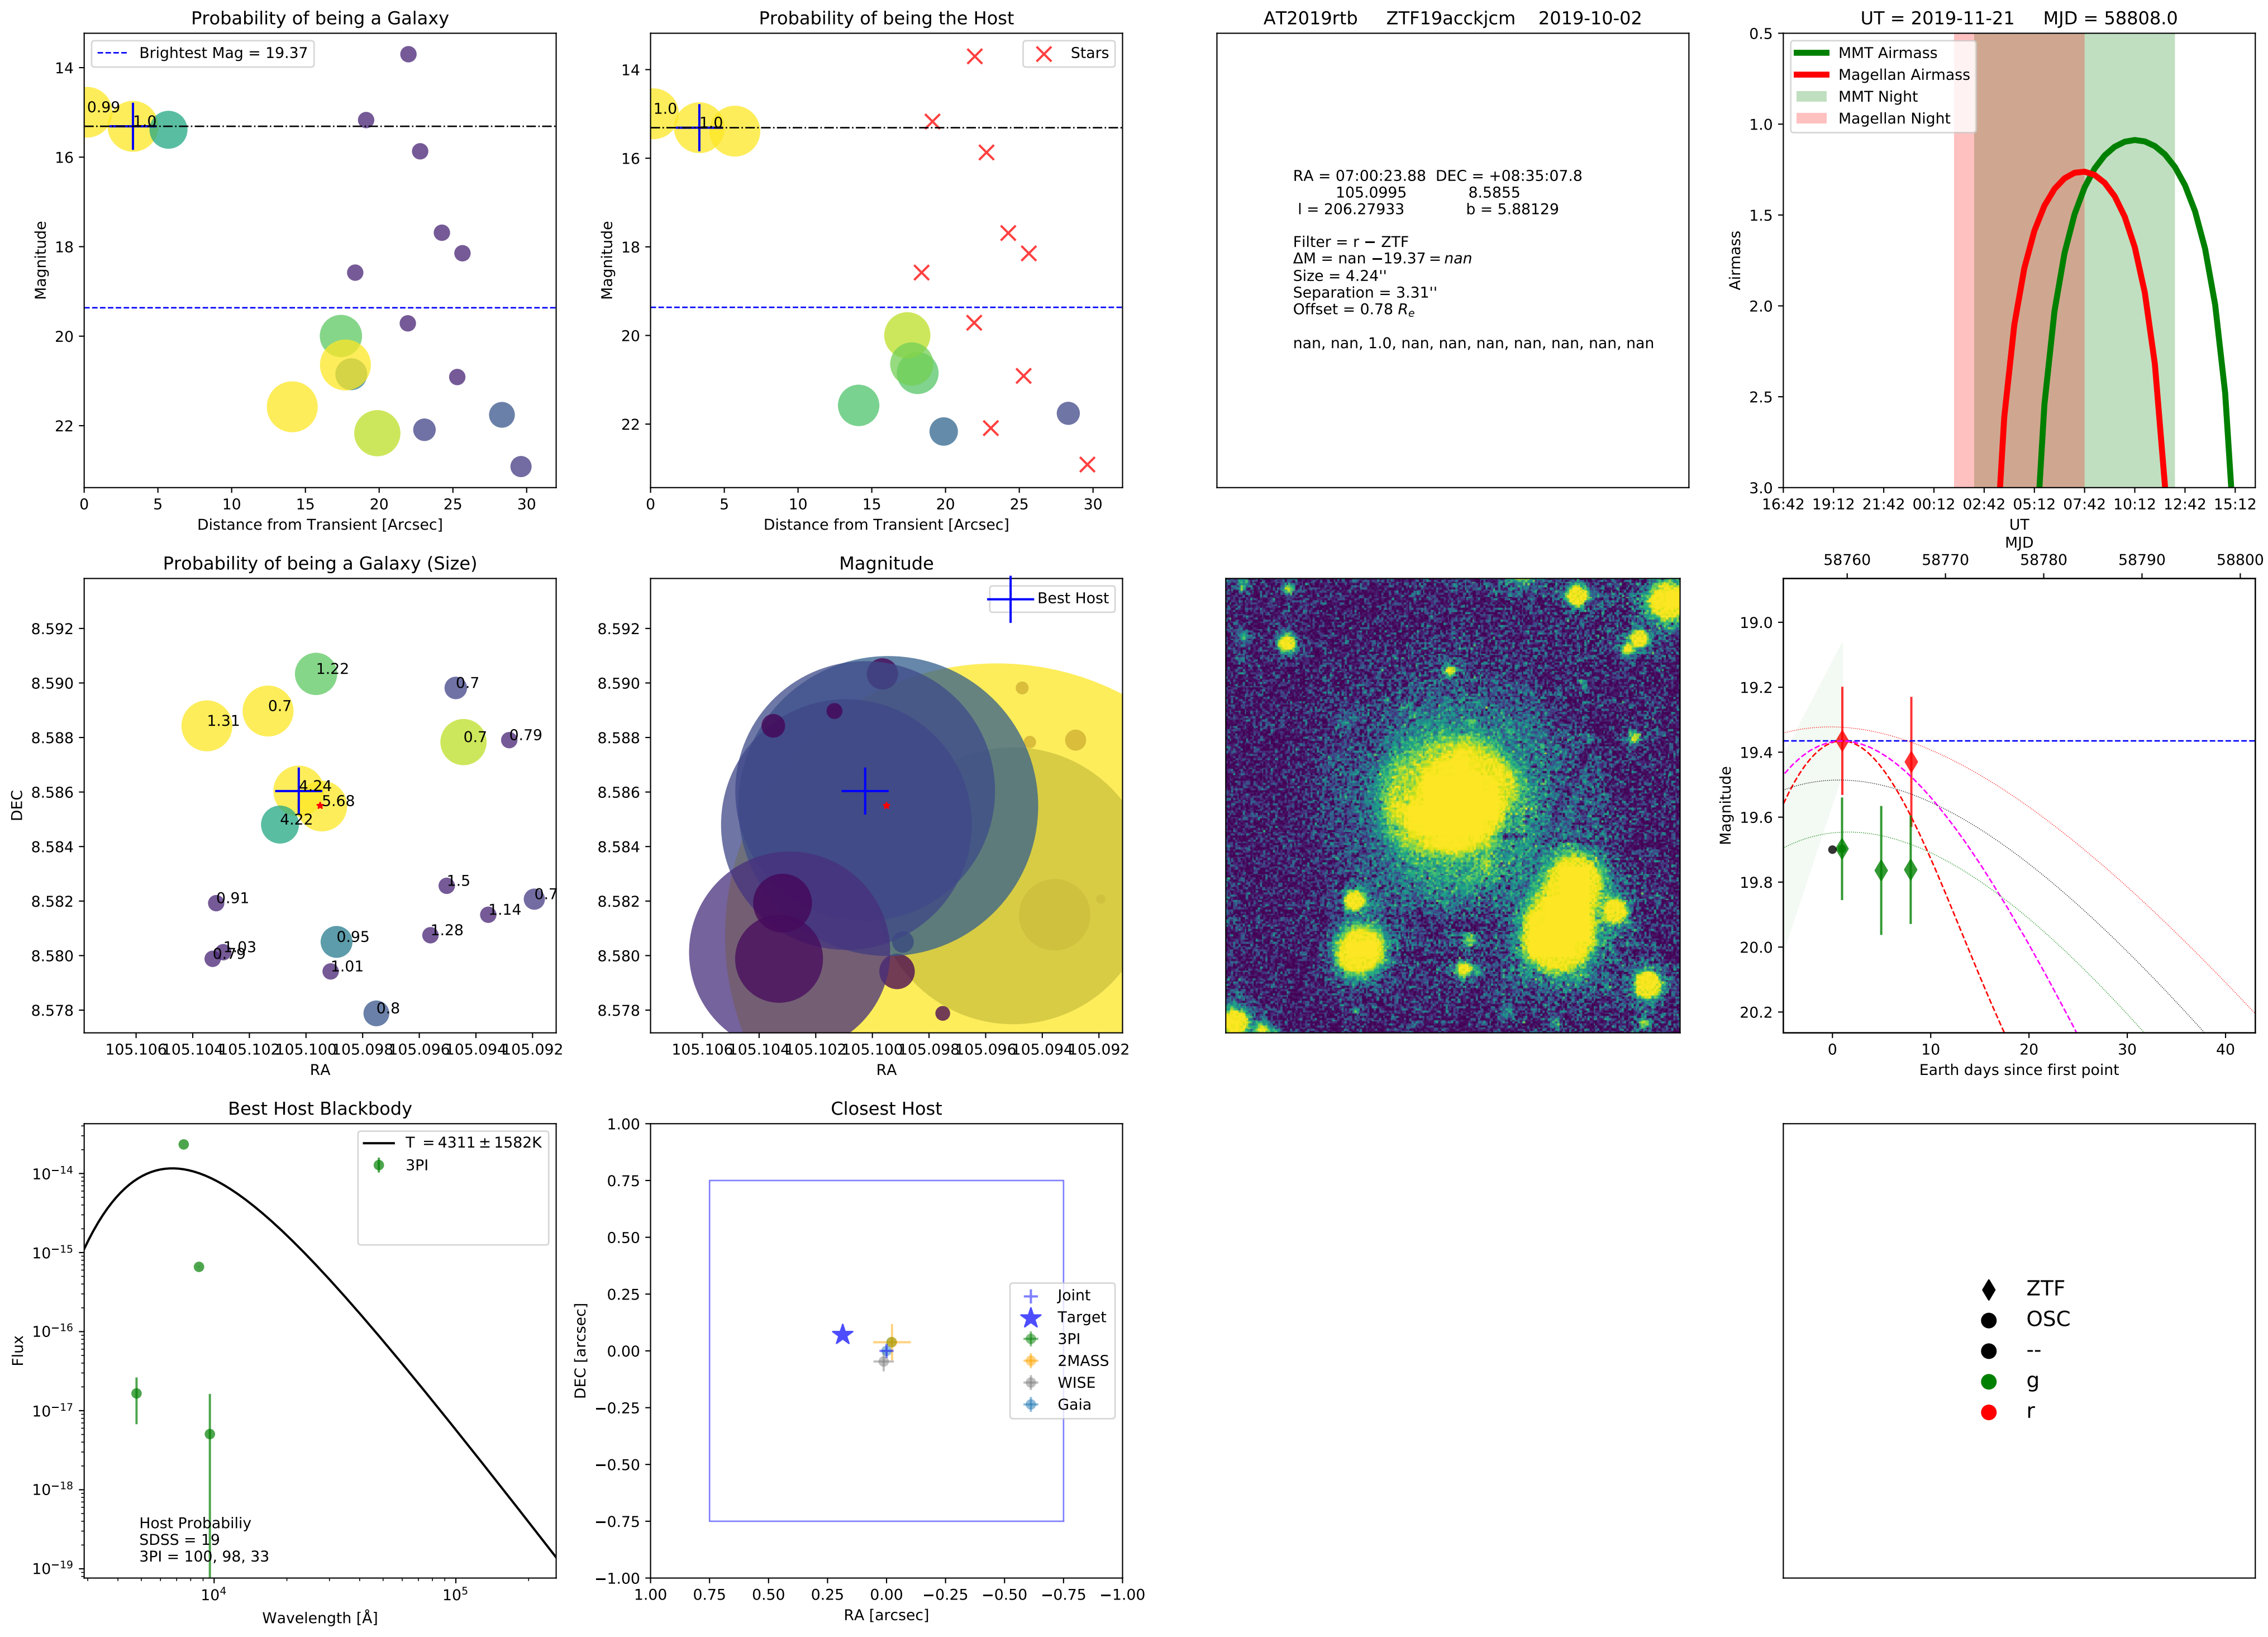 Probability of being a Galaxy
Brightest Mag = 19.37
0.99
1.0
14
16
18
20
22
Magnitude
0 5 10 15 20 25 30
Distance from Transient [Arcsec]
Probability of being the Host
Stars
1.0
1.0
14
16
18
20
22
Magnitude
0 5 10 15 20 25 30
Distance from Transient [Arcsec]
AT2019rtb ZTF19acckjcm 2019-10-02
RA = 07:00:23.88 DEC = +08:35:07.8
105.0995 8.5855
l = 206.27933 b = 5.88129
Filter = r − ZTF
ΔM = nan −19.37 = nan
Size = 4.24''
Separation = 3.31''
Offset = 0.78 Re
nan, nan, 1.0, nan, nan, nan, nan, nan, nan, nan
UT = 2019-11-21 MJD = 58808.0
MMT Airmass
Magellan Airmass
MMT Night
Magellan Night
0.5
1.0
1.5
2.0
2.5
3.0
Airmass
16:42 19:12 21:42 00:12 02:42 05:12 07:42 10:12 12:42 15:12
UT
Probability of being a Galaxy (Size)
1.22
0.7
0.7
1.31
0.7
0.79
4.24
5.68
4.22
1.5
0.91
0.7
1.14
1.28
0.95
1.03
0.79
1.01
0.8
8.592
8.590
8.588
8.586
8.584
8.582
8.580
8.578
DEC
105.106 105.104 105.102 105.100 105.098 105.096 105.094 105.092
RA
Magnitude
Best Host
8.592
8.590
8.588
8.586
8.584
8.582
8.580
8.578
105.106 105.104 105.102 105.100 105.098 105.096 105.094 105.092
RA
MJD
58760 58770 58780 58790 58800
19.0
19.2
19.4
19.6
19.8
20.0
20.2
Magnitude
0 10 20 30 40
Earth days since first point
Best Host Blackbody
T = 4311 ± 1582K
3PI
10−14
10−15
10−16
10−17
10−18
10−19
Flux
Host Probabiliy
SDSS = 19
3PI = 100, 98, 33
104 105
Wavelength [Å]
Closest Host
1.00
0.75
0.50
0.25
0.00
−0.25
−0.50
−0.75
−1.00
DEC [arcsec]
Joint
Target
3PI
2MASS
WISE
Gaia
1.00 0.75 0.50 0.25 0.00 −0.25 −0.50 −0.75 −1.00
RA [arcsec]
ZTF
OSC
--
g
r